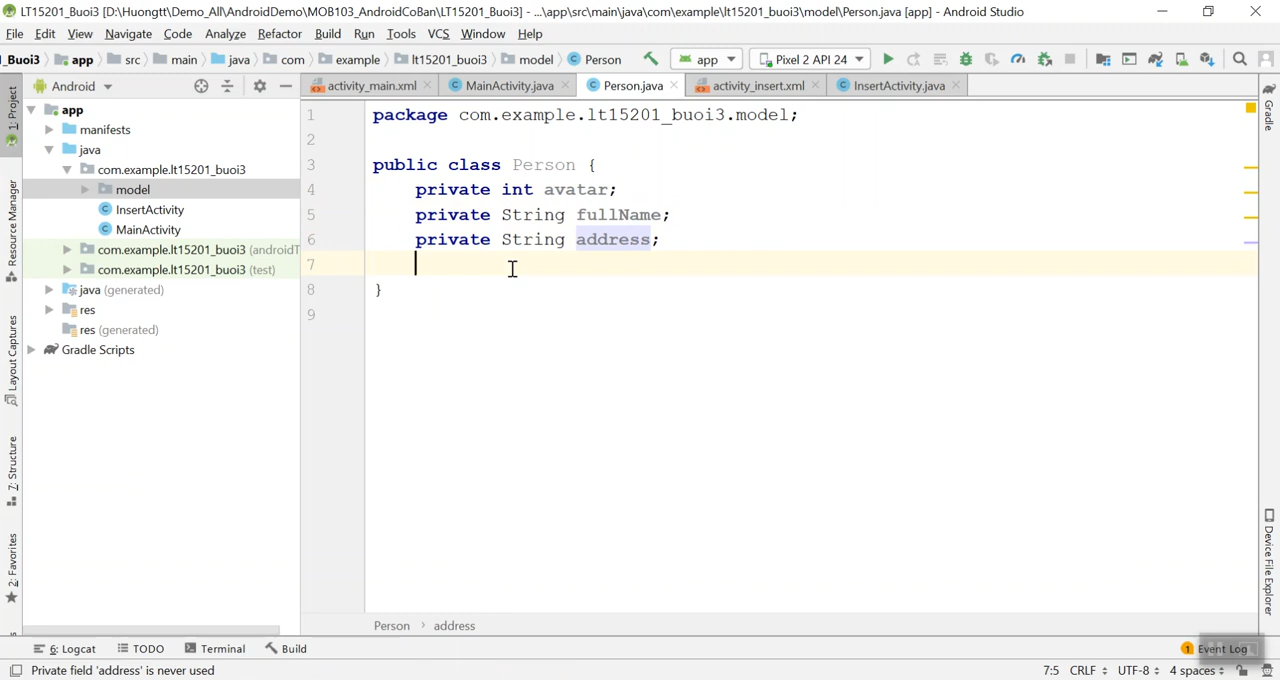 LT15201_Buoi3 [D:\Huongtt\Demo_All\AndroidDemo\MOB103_AndroidCoBan\LT15201_Buoi3] - ...\app\src\main\java\com\example\lt15201_buoi3\model\Person.java [app] - Android Studio
File Edit View Navigate Code Analyze Refactor Build Run Tools VCS Window Help
_Buoi3 app src main java com example lt15201_buoi3 model Person app Pixel 2 API 24
Android activity_main.xml MainActivity.java Person.java activity_insert.xml InsertActivity.java
1: Project
Resource Manager
Layout Captures
7: Structure
2: Favorites
app
manifests
java
com.example.lt15201_buoi3
model
InsertActivity
MainActivity
com.example.lt15201_buoi3 (androidT
com.example.lt15201_buoi3 (test)
java (generated)
res
res (generated)
Gradle Scripts
1 package com.example.lt15201_buoi3.model;
2
3 public class Person {
4 private int avatar;
5 private String fullName;
6 private String address;
7
8 }
9
Gradle
Device File Explorer
Person › address
6: Logcat TODO Terminal Build 1 Event Log
Private field 'address' is never used 7:5 CRLF UTF-8 4 spaces